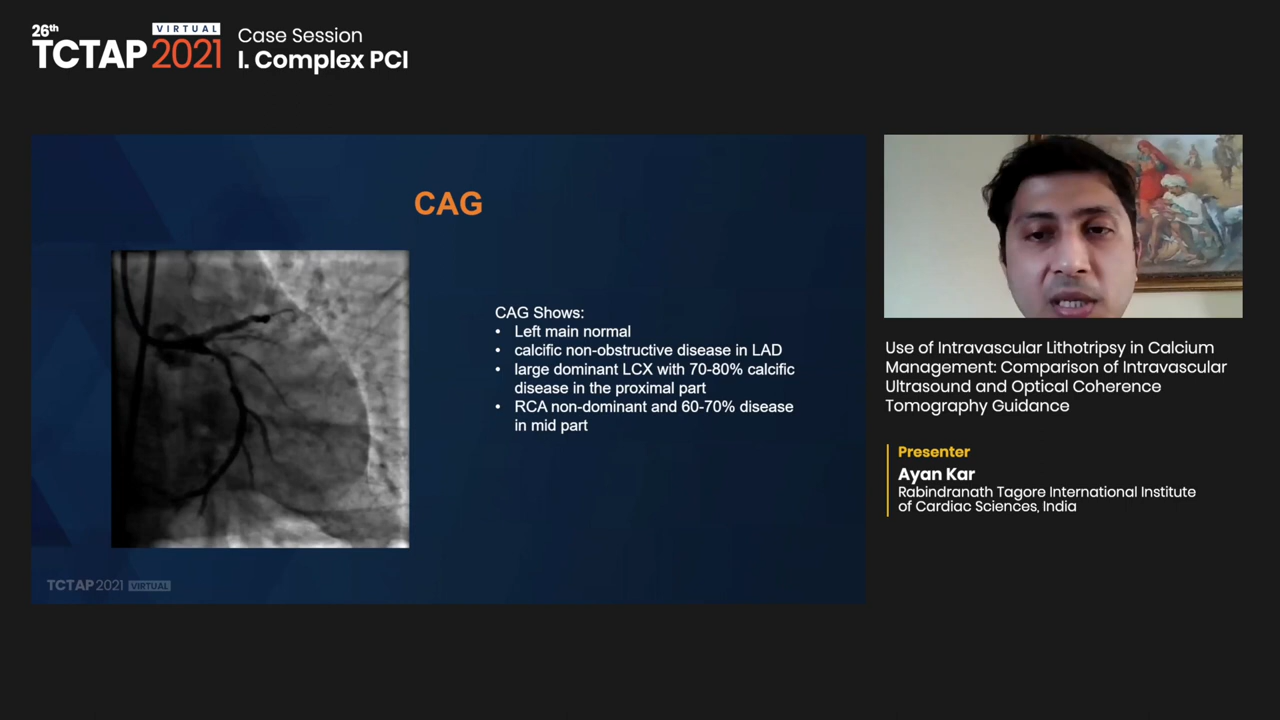 26th
VIRTUAL
TCTAP 2021
Case Session
I. Complex PCI
CAG
CAG Shows:
• Left main normal
• calcific non-obstructive disease in LAD
• large dominant LCX with 70-80% calcific
disease in the proximal part
• RCA non-dominant and 60-70% disease
in mid part
TCTAP 2021 VIRTUAL
Use of Intravascular Lithotripsy in Calcium
Management: Comparison of Intravascular
Ultrasound and Optical Coherence
Tomography Guidance
Presenter
Ayan Kar
Rabindranath Tagore International Institute
of Cardiac Sciences, India